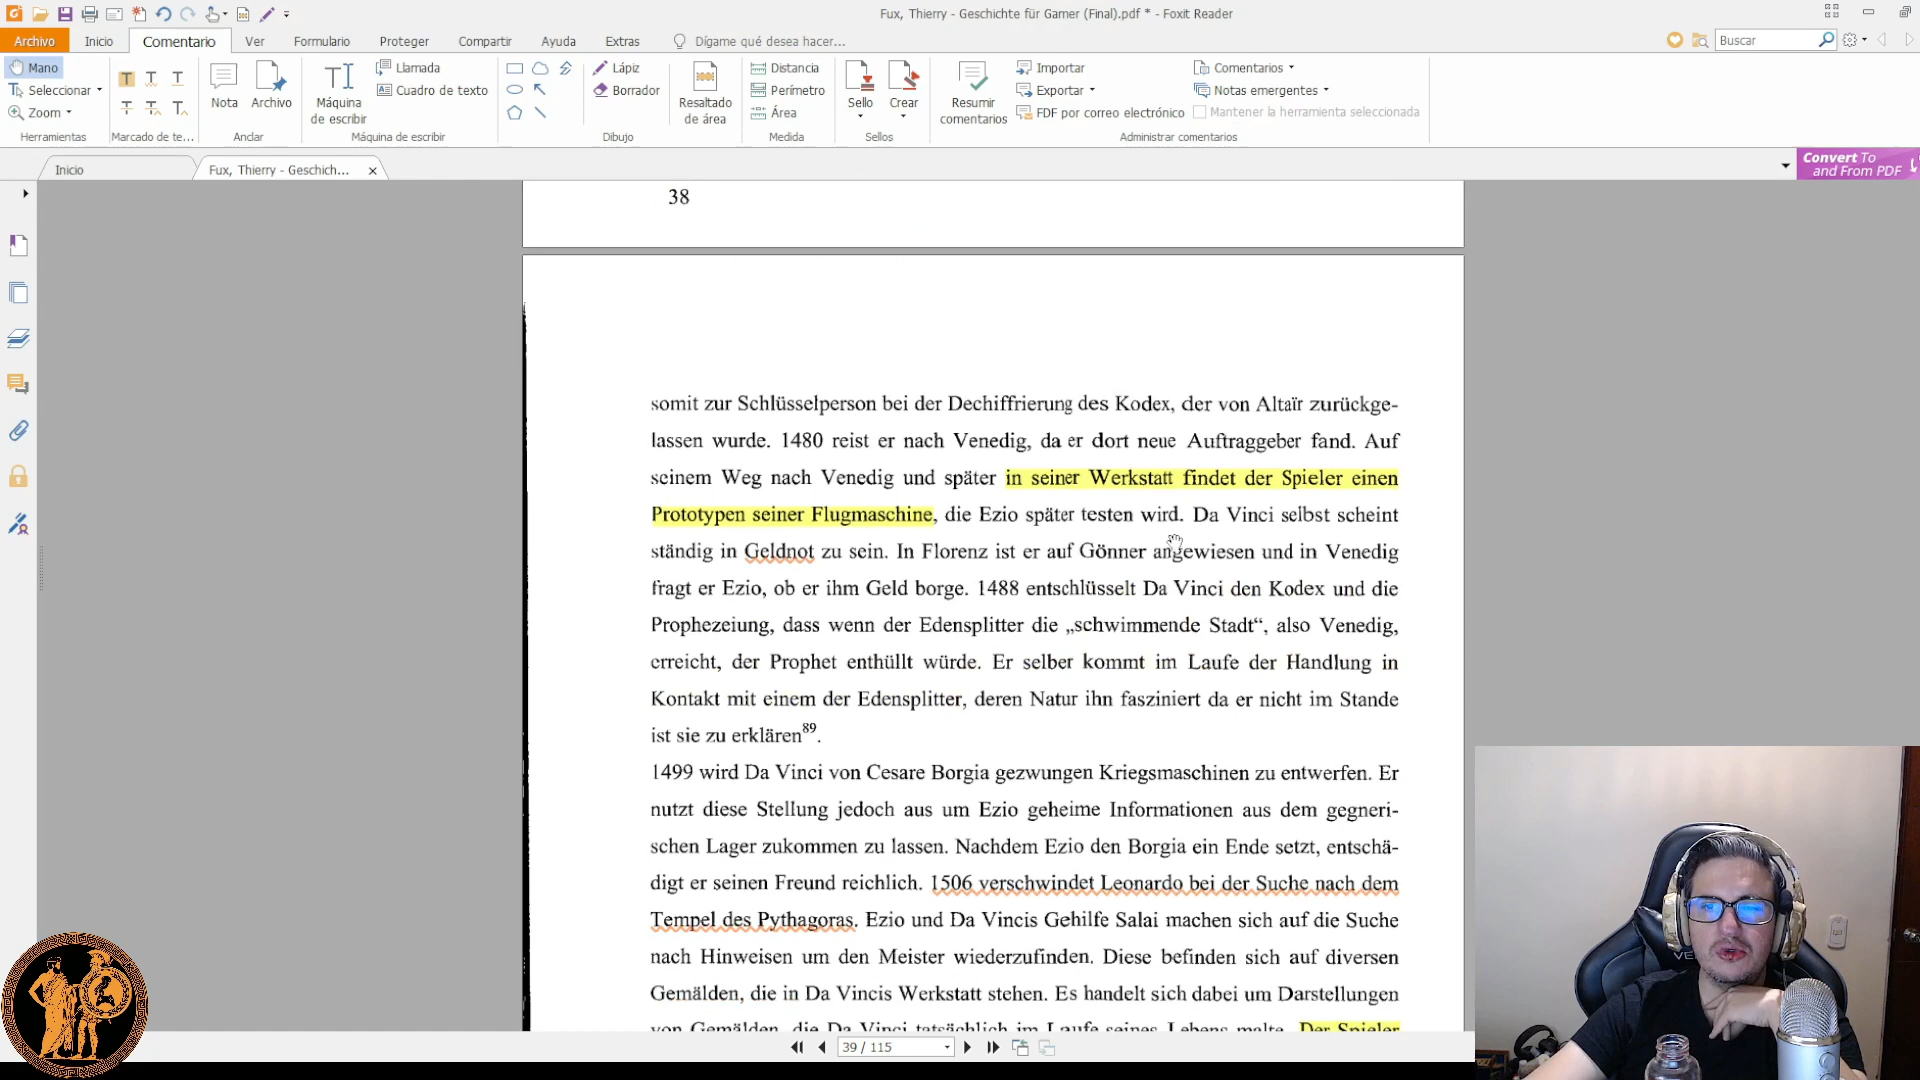 Fux, Thierry - Geschichte für Gamer (Final).pdf * - Foxit Reader
Archivo Inicio Comentario Ver Formulario Proteger Compartir Ayuda Extras Dígame qué desea hacer... Buscar
Mano
Seleccionar
Zoom
Herramientas
Marcado de te...
Nota
Archivo
Anclar
Máquina de escribir
Llamada
Cuadro de texto
Máquina de escribir
Lápiz
Borrador
Dibujo
Resaltado de área
Distancia
Perímetro
Área
Medida
Sello
Crear
Sellos
Resumir comentarios
Importar
Exportar
FDF por correo electrónico
Comentarios
Notas emergentes
Mantener la herramienta seleccionada
Administrar comentarios
Inicio
Fux, Thierry - Geschich...
Convert To
and From PDF
38
somit zur Schlüsselperson bei der Dechiffrierung des Kodex, der von Altaïr zurückge-
lassen wurde. 1480 reist er nach Venedig, da er dort neue Auftraggeber fand. Auf
seinem Weg nach Venedig und später in seiner Werkstatt findet der Spieler einen
Prototypen seiner Flugmaschine, die Ezio später testen wird. Da Vinci selbst scheint
ständig in Geldnot zu sein. In Florenz ist er auf Gönner angewiesen und in Venedig
fragt er Ezio, ob er ihm Geld borge. 1488 entschlüsselt Da Vinci den Kodex und die
Prophezeiung, dass wenn der Edensplitter die „schwimmende Stadt“, also Venedig,
erreicht, der Prophet enthüllt würde. Er selber kommt im Laufe der Handlung in
Kontakt mit einem der Edensplitter, deren Natur ihn fasziniert da er nicht im Stande
ist sie zu erklären89.
1499 wird Da Vinci von Cesare Borgia gezwungen Kriegsmaschinen zu entwerfen. Er
nutzt diese Stellung jedoch aus um Ezio geheime Informationen aus dem gegneri-
schen Lager zukommen zu lassen. Nachdem Ezio den Borgia ein Ende setzt, entschä-
digt er seinen Freund reichlich. 1506 verschwindet Leonardo bei der Suche nach dem
Tempel des Pythagoras. Ezio und Da Vincis Gehilfe Salai machen sich auf die Suche
nach Hinweisen um den Meister wiederzufinden. Diese befinden sich auf diversen
Gemälden, die in Da Vincis Werkstatt stehen. Es handelt sich dabei um Darstellungen
von Gemälden, die Da Vinci tatsächlich im Laufe seines Lebens malte. Der Spieler
39 / 115